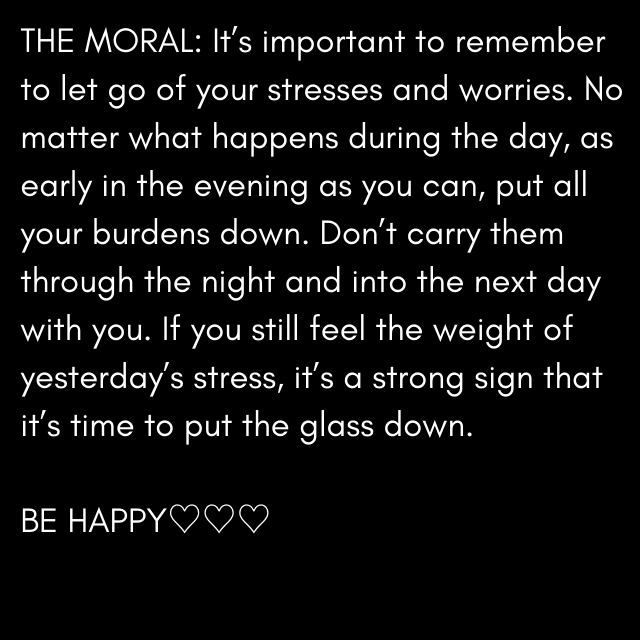 THE MORAL: It’s important to remember
to let go of your stresses and worries. No
matter what happens during the day, as
early in the evening as you can, put all
your burdens down. Don’t carry them
through the night and into the next day
with you. If you still feel the weight of
yesterday’s stress, it’s a strong sign that
it’s time to put the glass down.
BE HAPPY♡♡♡